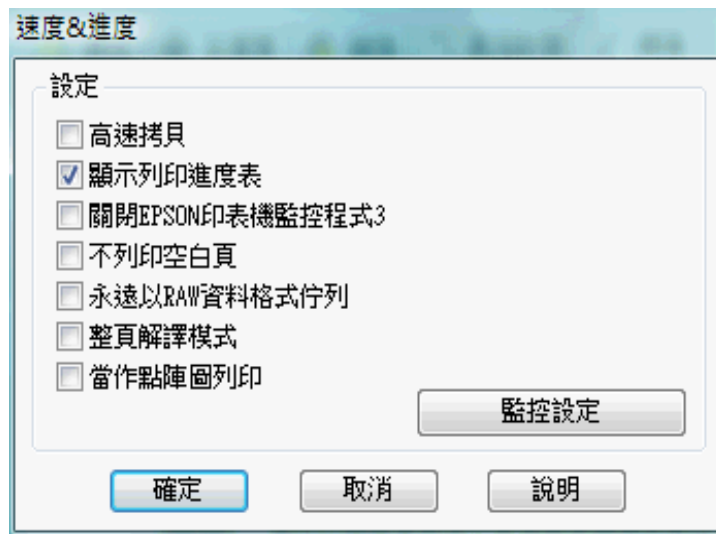 速度&進度
設定
高速拷貝
顯示列印進度表
關閉EPSON印表機監控程式3
不列印空白頁
永遠以RAW資料格式佇列
整頁解譯模式
當作點陣圖列印
監控設定
確定 取消 說明